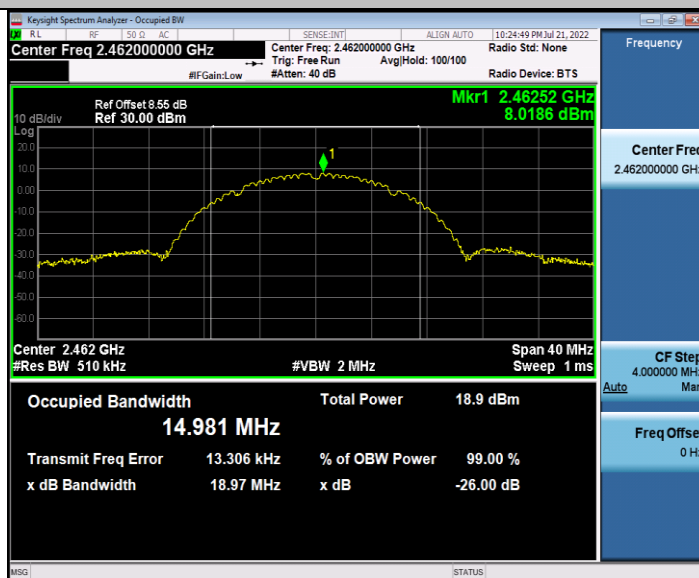 Keysight Spectrum Analyzer - Occupied BW
RL RF 50 Ω AC SENSE:INT ALIGN AUTO 10:24:49 PM Jul 21, 2022
Center Freq 2.462000000 GHz Center Freq: 2.462000000 GHz Radio Std: None
Trig: Free Run Avg|Hold: 100/100
#IFGain:Low #Atten: 40 dB Radio Device: BTS
Frequency
Ref Offset 8.55 dB Mkr1 2.46252 GHz
10 dB/div Ref 30.00 dBm 8.0186 dBm
Log
20.0
10.0
0.00
-10.0
-20.0
-30.0
-40.0
-50.0
-60.0
1
Center 2.462 GHz Span 40 MHz
#Res BW 510 kHz #VBW 2 MHz Sweep 1 ms
Occupied Bandwidth Total Power 18.9 dBm
14.981 MHz
Transmit Freq Error 13.306 kHz % of OBW Power 99.00 %
x dB Bandwidth 18.97 MHz x dB -26.00 dB
Center Freq
2.462000000 GHz
CF Step
4.000000 MHz
Auto Man
Freq Offset
0 Hz
MSG STATUS